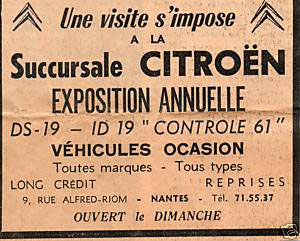 Une visite s'impose
A LA
Succursale CITROËN
EXPOSITION ANNUELLE
DS-19 — ID 19 " CONTROLE 61 "
VÉHICULES OCASION
Toutes marques - Tous types
LONG CRÉDIT REPRISES
9, RUE ALFRED-RIOM - NANTES - Tél. 71.55.37
OUVERT le DIMANCHE